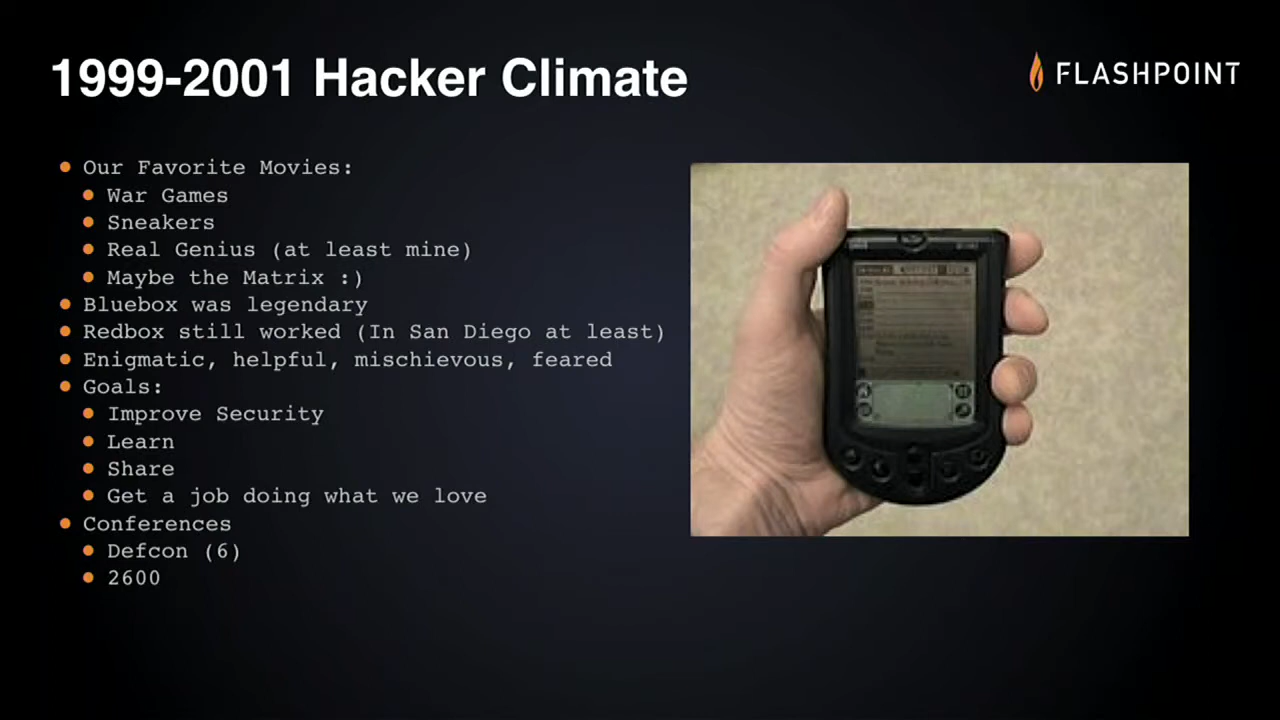 1999-2001 Hacker Climate
FLASHPOINT
Our Favorite Movies:
War Games
Sneakers
Real Genius (at least mine)
Maybe the Matrix :)
Bluebox was legendary
Redbox still worked (In San Diego at least)
Enigmatic, helpful, mischievous, feared
Goals:
Improve Security
Learn
Share
Get a job doing what we love
Conferences
Defcon (6)
2600